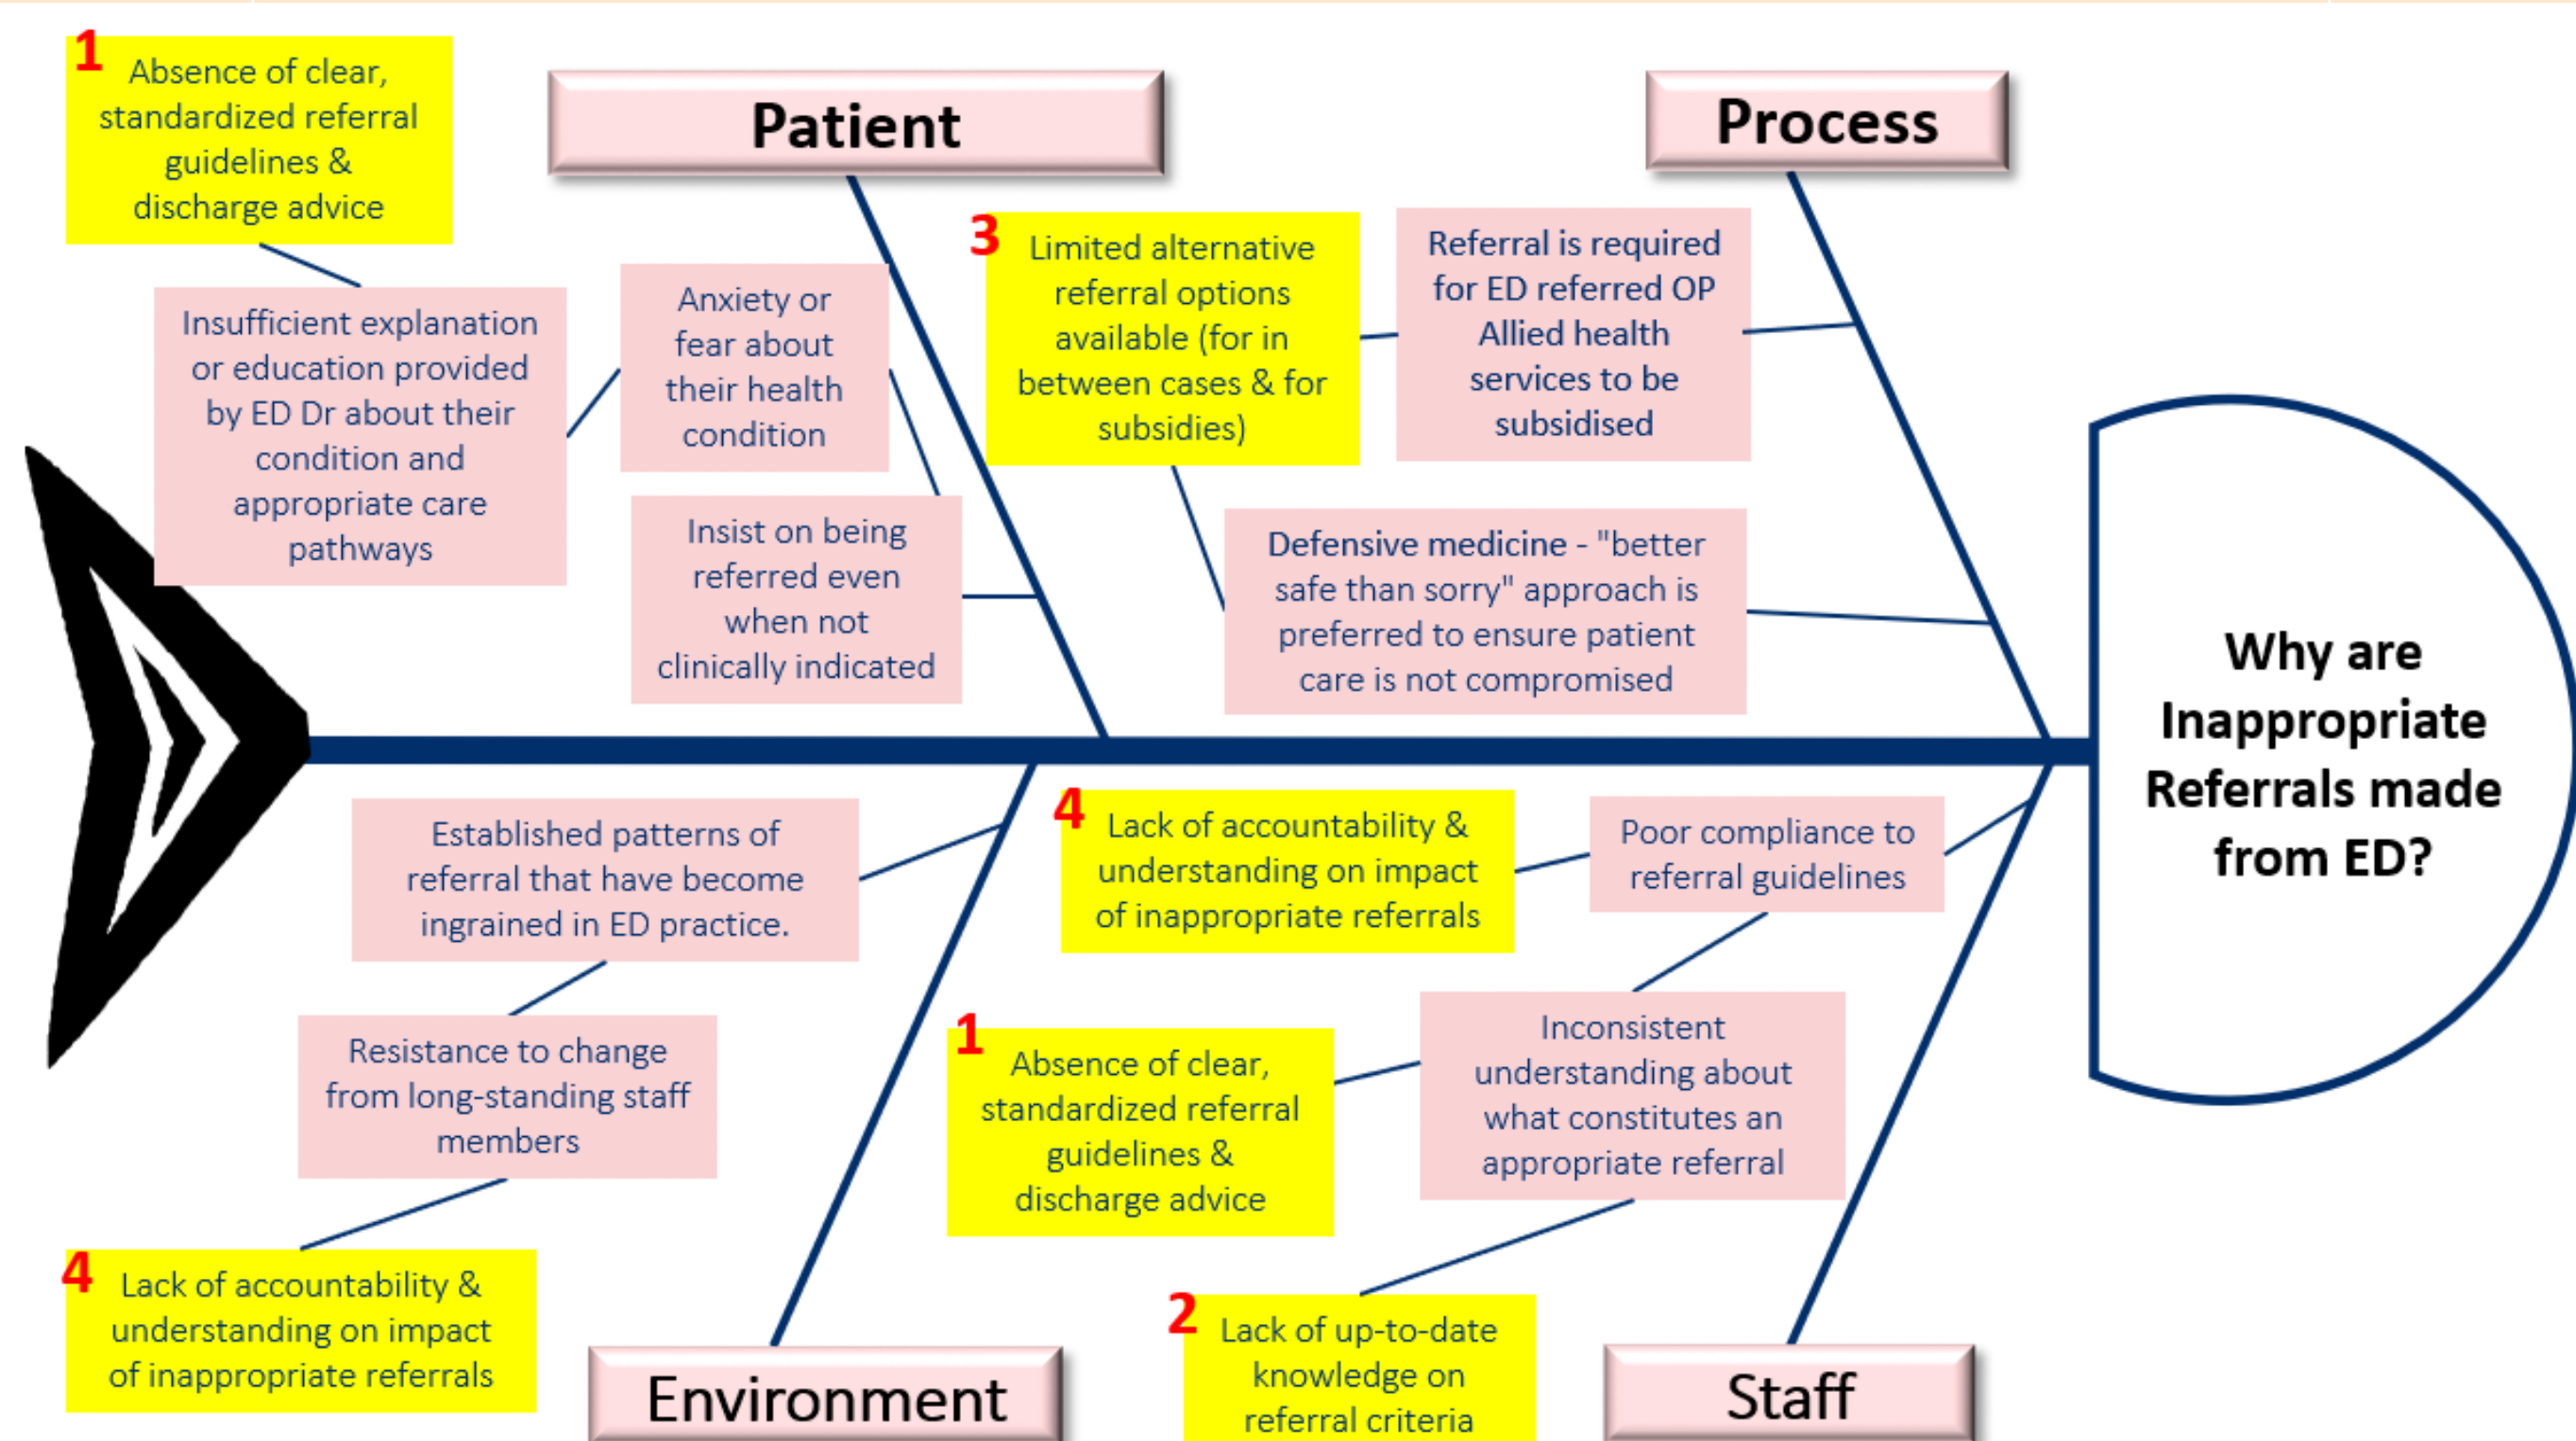 1
Absence of clear,
standardized referral
guidelines &
discharge advice
Patient
Process
Insufficient explanation
or education provided
by ED Dr about their
condition and
appropriate care
pathways
Anxiety or
fear about
their health
condition
Insist on being
referred even
when not
clinically indicated
3
Limited alternative
referral options
available (for in
between cases & for
subsidies)
Referral is required
for ED referred OP
Allied health
services to be
subsidised
Defensive medicine - "better
safe than sorry" approach is
preferred to ensure patient
care is not compromised
Why are
Inappropriate
Referrals made
from ED?
Established patterns of
referral that have become
ingrained in ED practice.
Resistance to change
from long-standing staff
members
4
Lack of accountability &
understanding on impact
of inappropriate referrals
Environment
4
Lack of accountability &
understanding on impact
of inappropriate referrals
Poor compliance to
referral guidelines
1
Absence of clear,
standardized referral
guidelines &
discharge advice
Inconsistent
understanding about
what constitutes an
appropriate referral
2
Lack of up-to-date
knowledge on
referral criteria
Staff